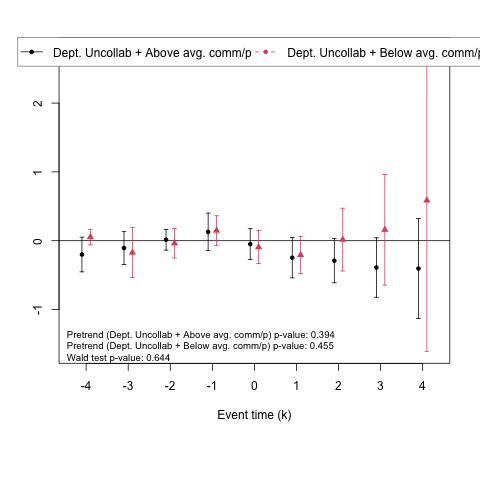 Dept. Uncollab + Above avg. comm/p Dept. Uncollab + Below avg. comm/p
2
1
0
-1
Pretrend (Dept. Uncollab + Above avg. comm/p) p-value: 0.394
Pretrend (Dept. Uncollab + Below avg. comm/p) p-value: 0.455
Wald test p-value: 0.644
-4 -3 -2 -1 0 1 2 3 4
Event time (k)